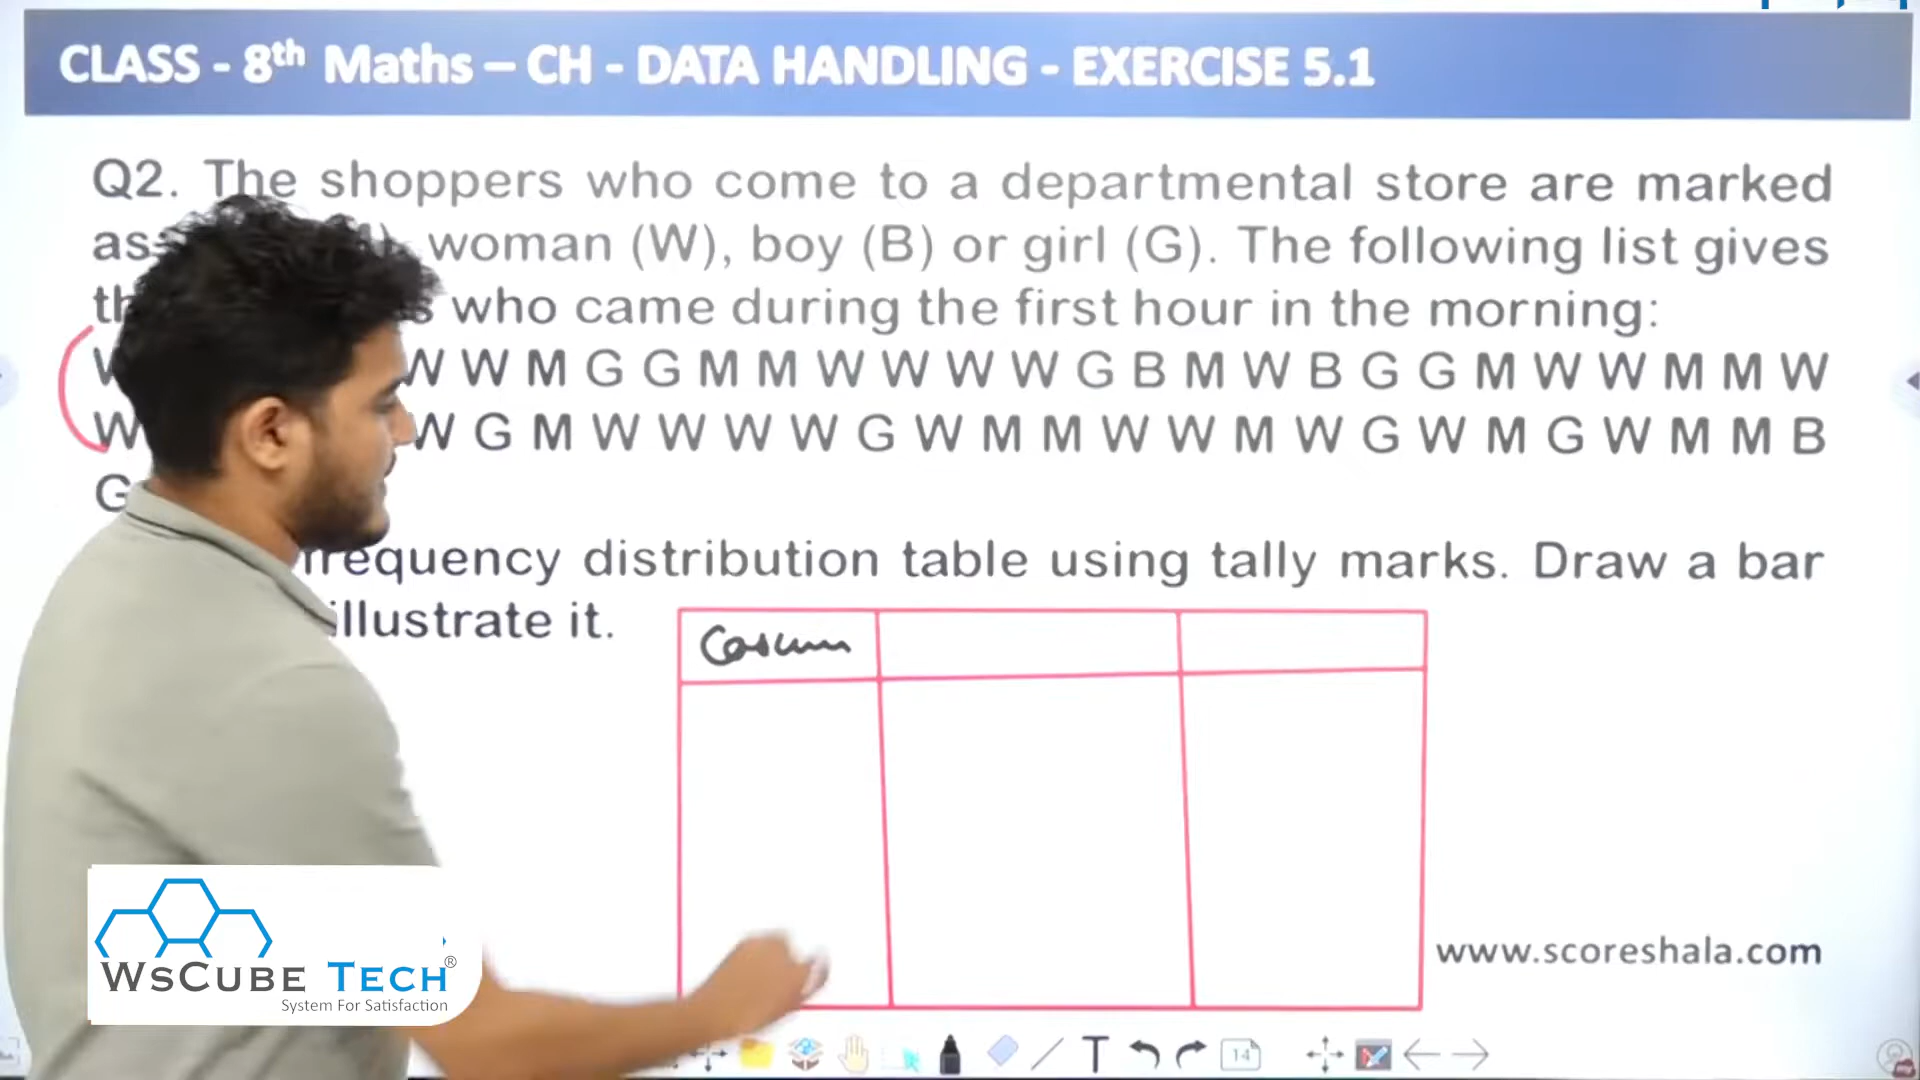 CLASS - 8th Maths – CH - DATA HANDLING - EXERCISE 5.1
Q2. The shoppers who come to a departmental store are marked
as woman (W), boy (B) or girl (G). The following list gives
who came during the first hour in the morning:
W W W M G G M M W W W W G B M W B G G M W W M M W
W W G M W W W W G W M M W W M W G W M G W M M B
G
frequency distribution table using tally marks. Draw a bar
illustrate it.
WSCUBE TECH®
System For Satisfaction
www.scoreshala.com
T
14